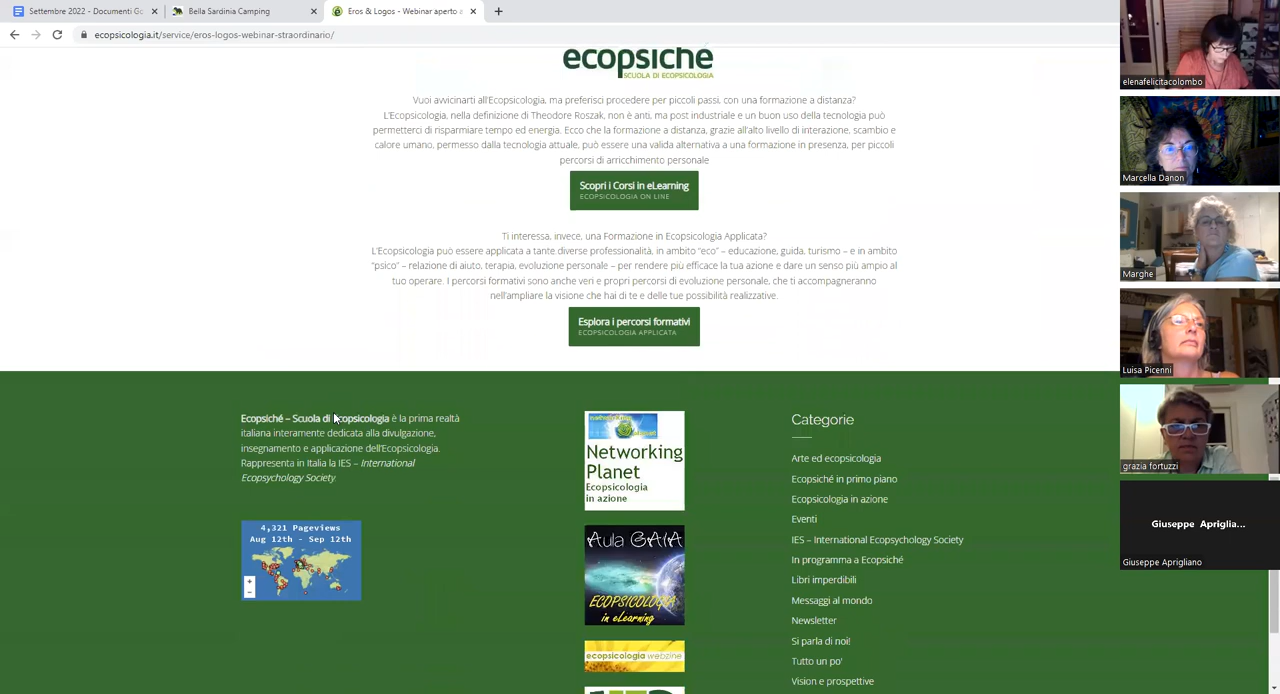 Settembre 2022 - Documenti Go
Bella Sardinia Camping
Eros & Logos - Webinar aperto a
ecopsicologia.it/service/eros-logos-webinar-straordinario/
ecopsiché
SCUOLA DI ECOPSICOLOGIA
Vuoi avvicinarti all'Ecopsicologia, ma preferisci procedere per piccoli passi, con una formazione a distanza?
L'Ecopsicologia, nella definizione di Theodore Roszak, non è anti, ma post industriale e un buon uso della tecnologia può
permetterci di risparmiare tempo ed energia. Ecco che la formazione a distanza, grazie all'alto livello di interazione, scambio e
calore umano, permesso dalla tecnologia attuale, può essere una valida alternativa a una formazione in presenza, per piccoli
percorsi di arricchimento personale
Scopri i Corsi in eLearning
ECOPSICOLOGIA ON LINE
Ti interessa, invece, una Formazione in Ecopsicologia Applicata?
L'Ecopsicologia può essere applicata a tante diverse professionalità, in ambito "eco" – educazione, guida, turismo – e in ambito
"psico" – relazione di aiuto, terapia, evoluzione personale – per rendere più efficace la tua azione e dare un senso più ampio al
tuo operare. I percorsi formativi sono anche veri e propri percorsi di evoluzione personale, che ti accompagneranno
nell'ampliare la visione che hai di te e delle tue possibilità realizzative.
Esplora i percorsi formativi
ECOPSICOLOGIA APPLICATA
Ecopsiché – Scuola di Ecopsicologia è la prima realtà
italiana interamente dedicata alla divulgazione,
insegnamento e applicazione dell'Ecopsicologia.
Rappresenta in Italia la IES – International
Ecopsychology Society.
4,321 Pageviews
Aug 12th - Sep 12th
Networking
Planet
Ecopsicologia
in azione
Aula GAIA
ECOPSICOLOGIA
in eLearning
ecopsicologia webzine
Categorie
Arte ed ecopsicologia
Ecopsiché in primo piano
Ecopsicologia in azione
Eventi
IES – International Ecopsychology Society
In programma a Ecopsiché
Libri imperdibili
Messaggi al mondo
Newsletter
Si parla di noi!
Tutto un po'
Vision e prospettive
elenafelicitacolombo
Marcella Danon
Marghe
Luisa Picenni
grazia fortuzzi
Giuseppe Apriglia...
Giuseppe Aprigliano